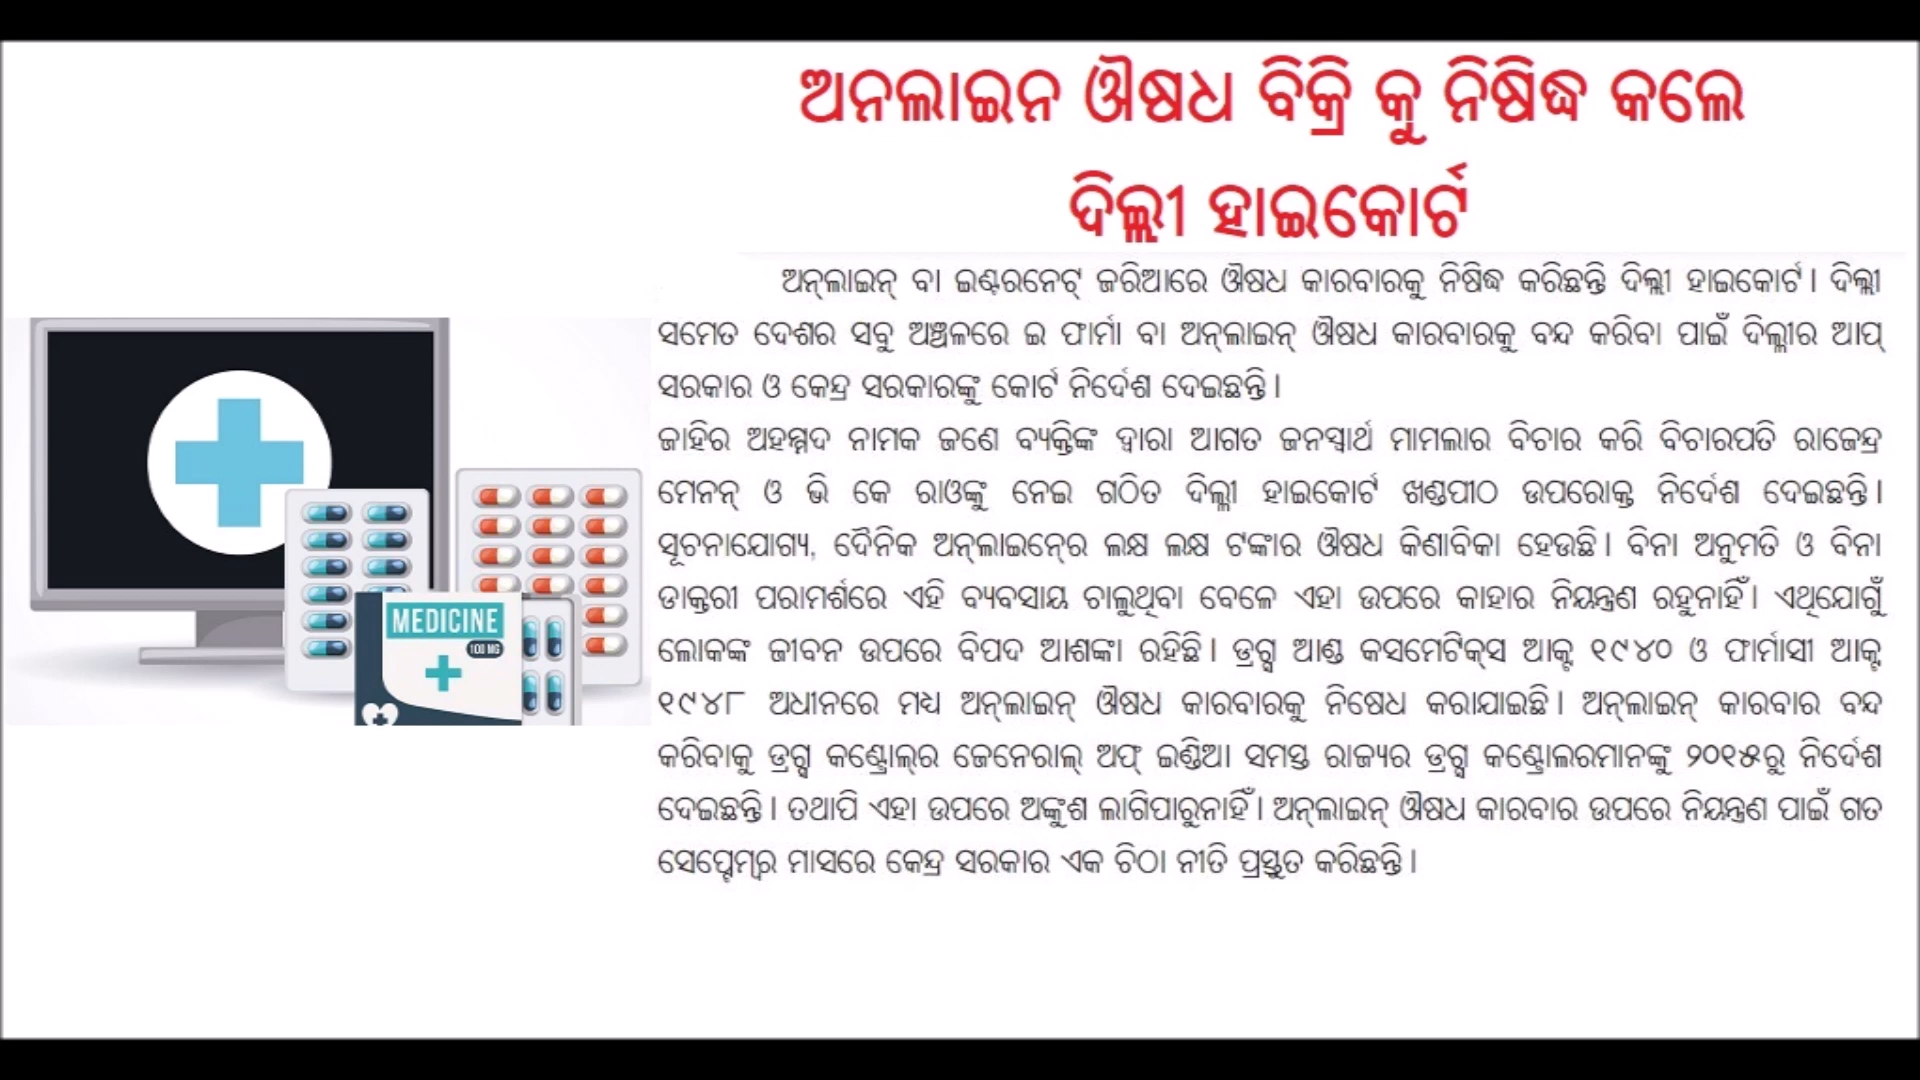 ଅନଲାଇନ ଔଷଧ ବିକ୍ରି କୁ ନିଷିଦ୍ଧ କଲେ
ଦିଲ୍ଲୀ ହାଇକୋର୍ଟ
ଅନ୍‌ଲାଇନ୍ ବା ଇଣ୍ଟରନେଟ୍ ଜରିଆରେ ଔଷଧ କାରବାରକୁ ନିଷିଦ୍ଧ କରିଛନ୍ତି ଦିଲ୍ଲୀ ହାଇକୋର୍ଟ। ଦିଲ୍ଲୀ
ସମେତ ଦେଶର ସବୁ ଅଞ୍ଚଳରେ ଇ ଫାର୍ମା ବା ଅନ୍‌ଲାଇନ୍ ଔଷଧ କାରବାରକୁ ବନ୍ଦ କରିବା ପାଇଁ ଦିଲ୍ଲୀର ଆପ୍
ସରକାର ଓ କେନ୍ଦ୍ର ସରକାରଙ୍କୁ କୋର୍ଟ ନିର୍ଦେଶ ଦେଇଛନ୍ତି।
ଜାହିର ଅହମ୍ମଦ ନାମକ ଜଣେ ବ୍ୟକ୍ତିଙ୍କ ଦ୍ୱାରା ଆଗତ ଜନସ୍ୱାର୍ଥ ମାମଲାର ବିଚାର କରି ବିଚାରପତି ରାଜେନ୍ଦ୍ର
ମେନନ୍ ଓ ଭି କେ ରାଓଙ୍କୁ ନେଇ ଗଠିତ ଦିଲ୍ଲୀ ହାଇକୋର୍ଟ ଖଣ୍ଡପୀଠ ଉପରୋକ୍ତ ନିର୍ଦେଶ ଦେଇଛନ୍ତି।
ସୂଚନାଯୋଗ୍ୟ, ଦୈନିକ ଅନ୍‌ଲାଇନ୍‌ରେ ଲକ୍ଷ ଲକ୍ଷ ଟଙ୍କାର ଔଷଧ କିଣାବିକା ହେଉଛି। ବିନା ଅନୁମତି ଓ ବିନା
ଡାକ୍ତରୀ ପରାମର୍ଶରେ ଏହି ବ୍ୟବସାୟ ଚାଲୁଥିବା ବେଳେ ଏହା ଉପରେ କାହାର ନିୟନ୍ତ୍ରଣ ରହୁନାହିଁ। ଏଥିଯୋଗୁଁ
ଲୋକଙ୍କ ଜୀବନ ଉପରେ ବିପଦ ଆଶଙ୍କା ରହିଛି। ଡ୍ରଗ୍ସ ଆଣ୍ଡ କସମେଟିକ୍‌ସ ଆକ୍ଟ ୧୯୪୦ ଓ ଫାର୍ମାସୀ ଆକ୍ଟ
୧୯୪୮ ଅଧୀନରେ ମଧ୍ୟ ଅନ୍‌ଲାଇନ୍ ଔଷଧ କାରବାରକୁ ନିଷେଧ କରାଯାଇଛି। ଅନ୍‌ଲାଇନ୍ କାରବାର ବନ୍ଦ
କରିବାକୁ ଡ୍ରଗ୍ସ କଣ୍ଟ୍ରୋଲ୍‌ର ଜେନେରାଲ୍ ଅଫ୍ ଇଣ୍ଡିଆ ସମସ୍ତ ରାଜ୍ୟର ଡ୍ରଗ୍ସ କଣ୍ଟ୍ରୋଲରମାନଙ୍କୁ ୨୦୧୫ରୁ ନିର୍ଦେଶ
ଦେଇଛନ୍ତି। ତଥାପି ଏହା ଉପରେ ଅଙ୍କୁଶ ଲାଗିପାରୁନାହିଁ। ଅନ୍‌ଲାଇନ୍ ଔଷଧ କାରବାର ଉପରେ ନିୟନ୍ତ୍ରଣ ପାଇଁ ଗତ
ସେପ୍ଟେମ୍ବର ମାସରେ କେନ୍ଦ୍ର ସରକାର ଏକ ଚିଠା ନୀତି ପ୍ରସ୍ତୁତ କରିଛନ୍ତି।
MEDICINE
100 MG